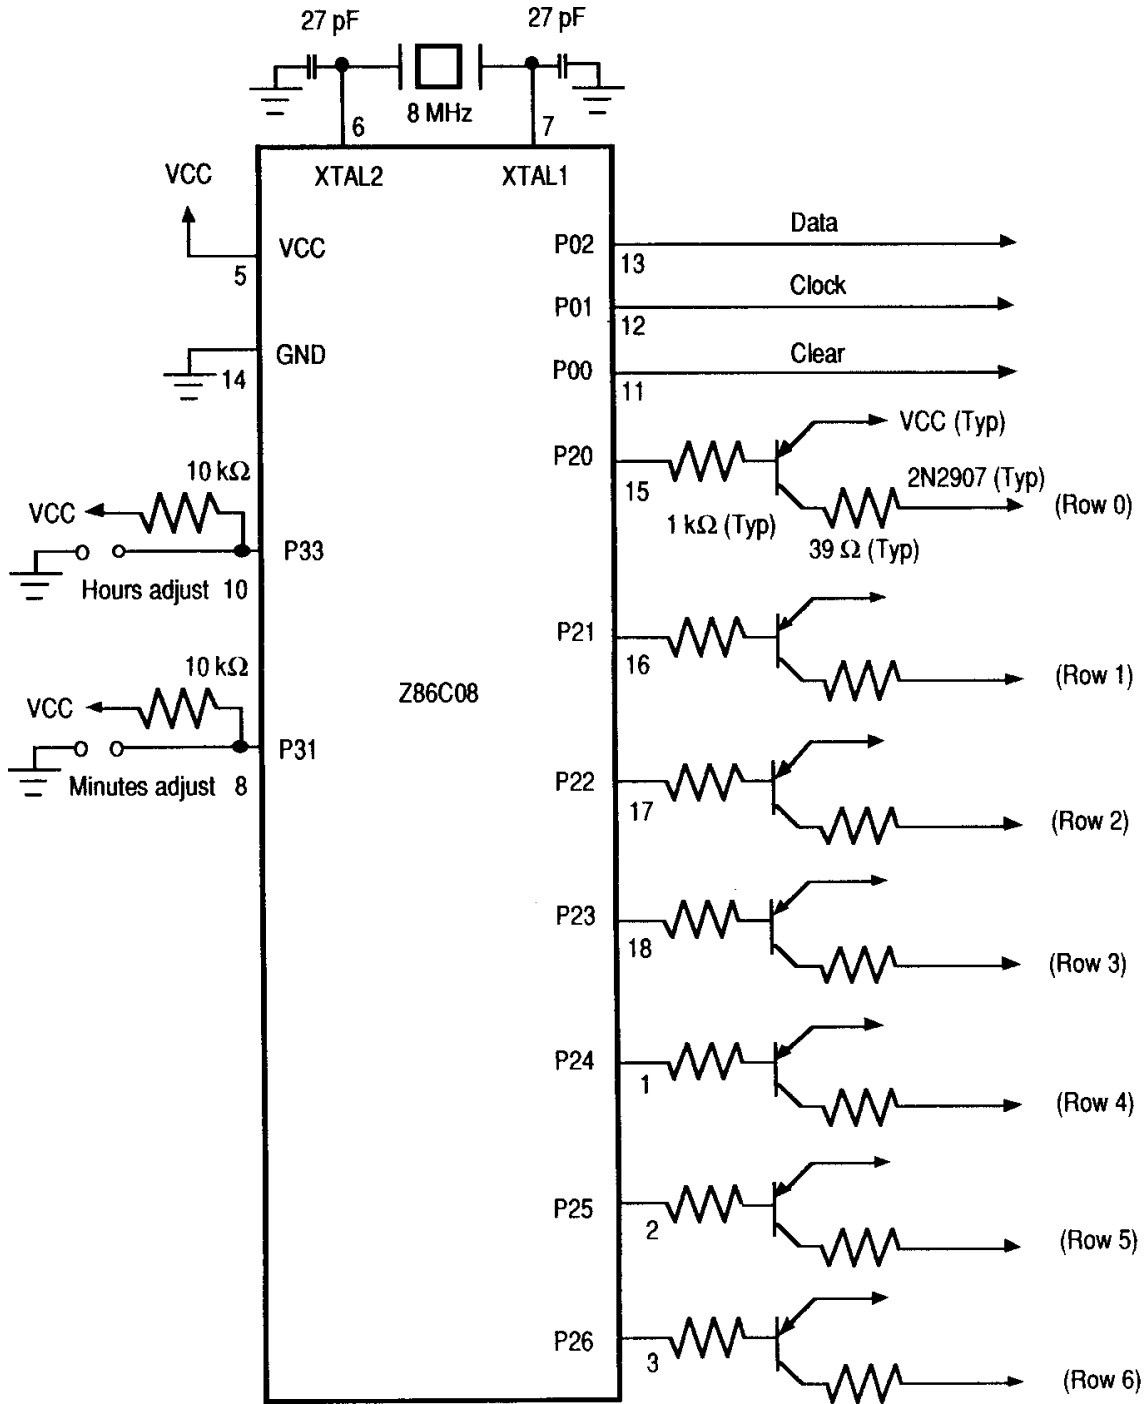 27 pF
27 pF
8 MHz
6
7
XTAL2
XTAL1
VCC
VCC
5
GND
14
10 kΩ
VCC
P33
Hours adjust 10
10 kΩ
VCC
P31
Minutes adjust 8
Z86C08
P02
13
Data
P01
12
Clock
P00
11
Clear
P20
15
VCC (Typ)
2N2907 (Typ)
1 kΩ (Typ)
39 Ω (Typ)
(Row 0)
P21
16
(Row 1)
P22
17
(Row 2)
P23
18
(Row 3)
P24
1
(Row 4)
P25
2
(Row 5)
P26
3
(Row 6)